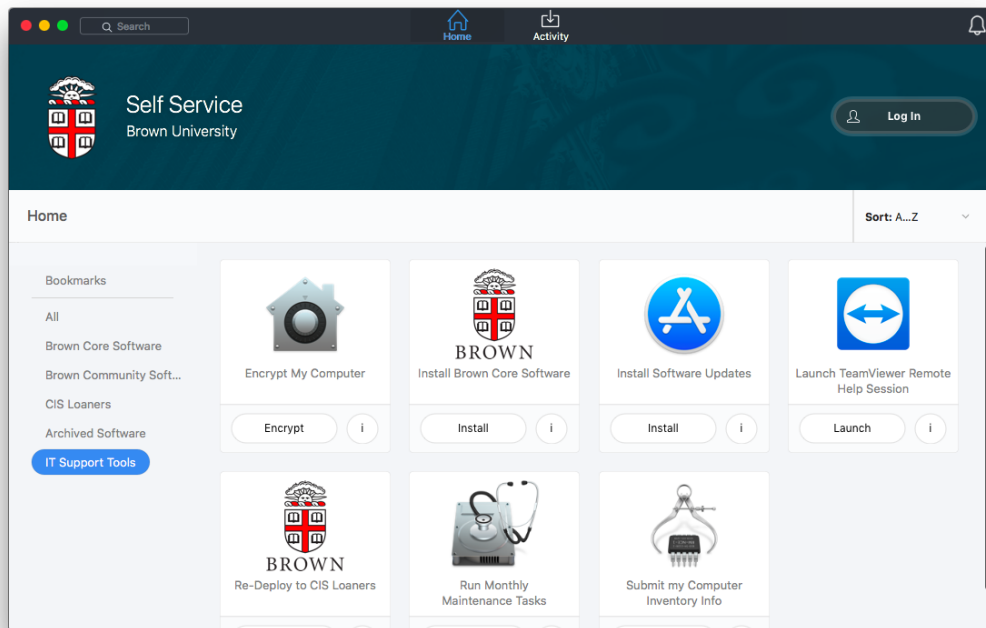 Search
Home
Activity
Self Service
Brown University
Log In
Home
Sort: A...Z
Bookmarks
All
Brown Core Software
Brown Community Soft...
CIS Loaners
Archived Software
IT Support Tools
Encrypt My Computer
Encrypt
i
BROWN
Install Brown Core Software
Install
i
Install Software Updates
Install
i
Launch TeamViewer Remote
Help Session
Launch
i
BROWN
Re-Deploy to CIS Loaners
Run Monthly
Maintenance Tasks
Submit my Computer
Inventory Info